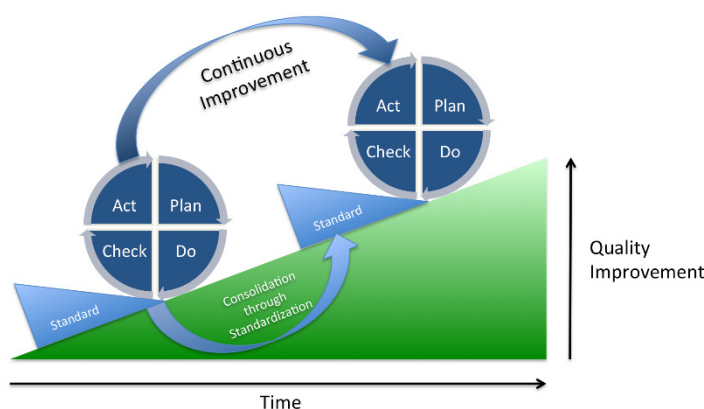 Continuous
Improvement
Act
Plan
Check
Do
Act
Plan
Check
Do
Standard
Standard
Consolidation
through
Standardization
Quality
Improvement
Time